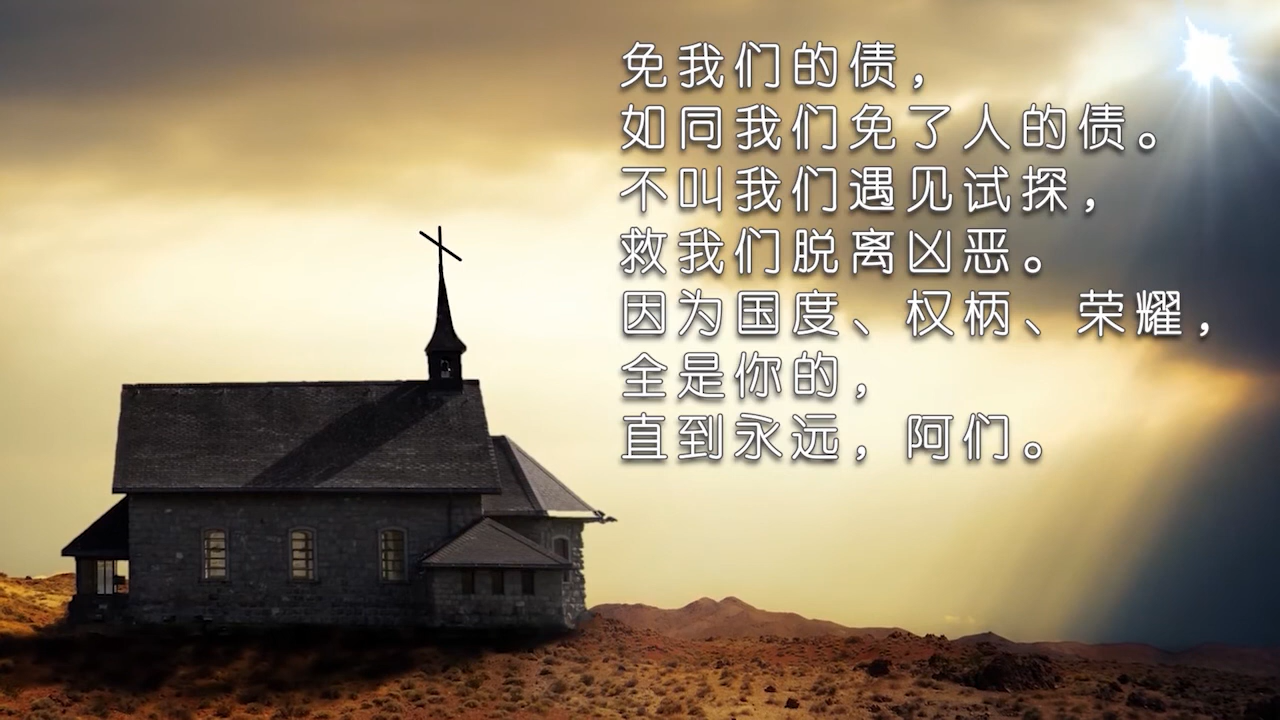 免我们的债，
如同我们免了人的债。
不叫我们遇见试探，
救我们脱离凶恶。
因为国度、权柄、荣耀，
全是你的，
直到永远，阿们。